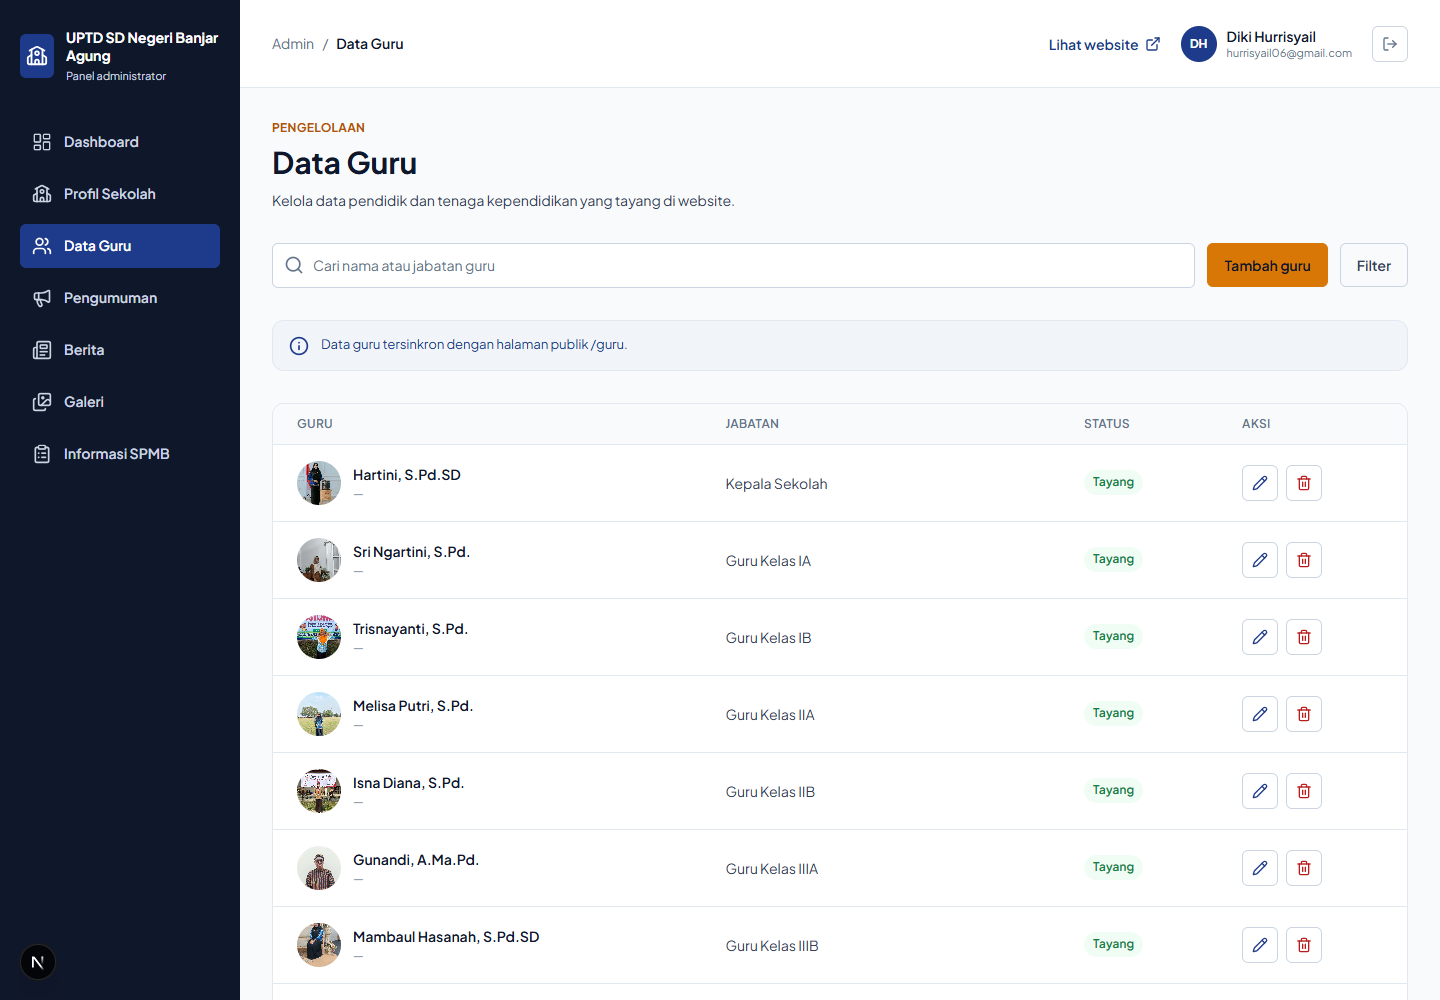 UPTD SD Negeri Banjar
Agung
Panel administrator
Dashboard
Profil Sekolah
Data Guru
Pengumuman
Berita
Galeri
Informasi SPMB
N
Admin / Data Guru
Lihat website
DH
Diki Hurrisyail
hurrisyail06@gmail.com
PENGELOLAAN
Data Guru
Kelola data pendidik dan tenaga kependidikan yang tayang di website.
Cari nama atau jabatan guru
Tambah guru
Filter
Data guru tersinkron dengan halaman publik /guru.
GURU JABATAN STATUS AKSI
Hartini, S.Pd.SD
—
Kepala Sekolah
Tayang
Sri Ngartini, S.Pd.
—
Guru Kelas IA
Tayang
Trisnayanti, S.Pd.
—
Guru Kelas IB
Tayang
Melisa Putri, S.Pd.
—
Guru Kelas IIA
Tayang
Isna Diana, S.Pd.
—
Guru Kelas IIB
Tayang
Gunandi, A.Ma.Pd.
—
Guru Kelas IIIA
Tayang
Mambaul Hasanah, S.Pd.SD
—
Guru Kelas IIIB
Tayang